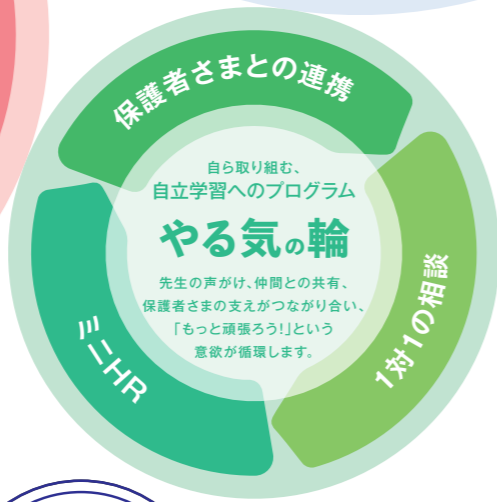 保護者さまとの連携
自ら取り組む、
自立学習へのプログラム
やる気の輪
先生の声がけ、仲間との共有、
保護者さまの支えがつながり合い、
「もっと頑張ろう!」という
意欲が循環します。
1対1の相談
ミニHR